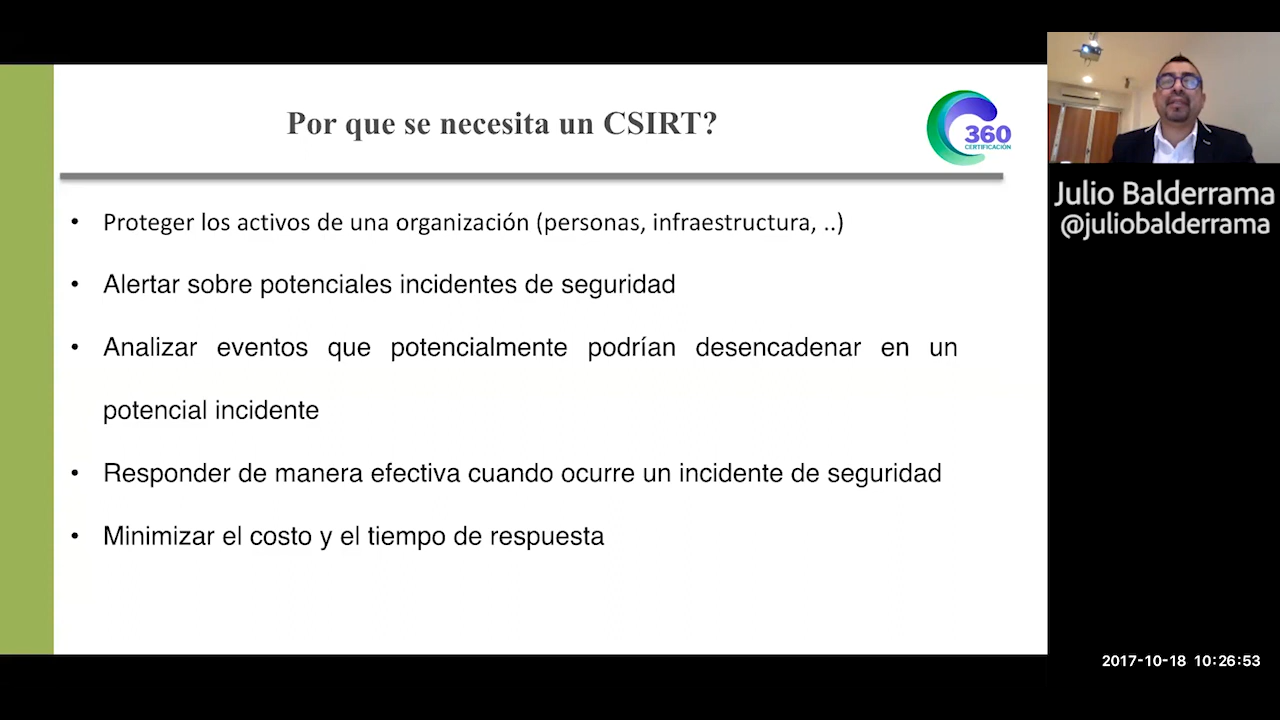 Por que se necesita un CSIRT?
360
CERTIFICACIÓN
• Proteger los activos de una organización (personas, infraestructura, ..)
• Alertar sobre potenciales incidentes de seguridad
• Analizar eventos que potencialmente podrían desencadenar en un
potencial incidente
• Responder de manera efectiva cuando ocurre un incidente de seguridad
• Minimizar el costo y el tiempo de respuesta
Julio Balderrama
@juliobalderrama
2017-10-18 10:26:53